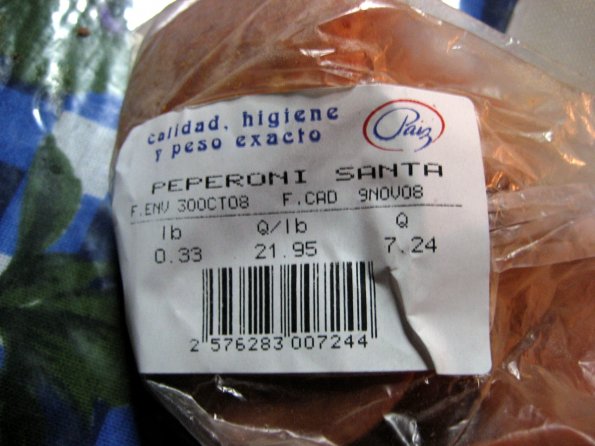 calidad, higiene
y peso exacto
Paiz
PEPERONI SANTA
F.ENV 30OCT08 F.CAD 9NOV08
lb Q/lb Q
0.33 21.95 7.24
2 576283 007244